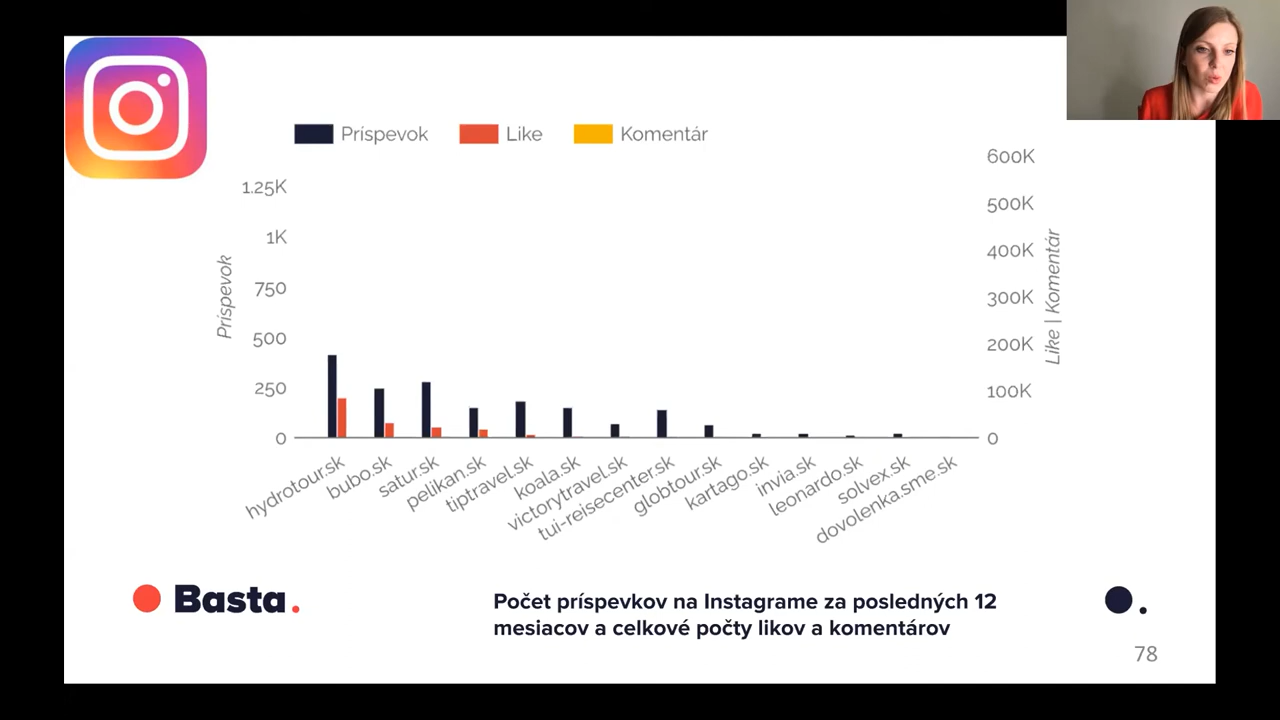 Príspevok Like Komentár
600K
1.25K
500K
1K
400K
750
300K
500
200K
250
100K
0
0
Príspevok
Like | Komentár
hydrotour.sk
bubo.sk
satur.sk
pelikan.sk
tiptravel.sk
koala.sk
victorytravel.sk
tui-reisecenter.sk
globtour.sk
kartago.sk
invia.sk
leonardo.sk
solvex.sk
dovolenka.sme.sk
Basta.
Počet príspevkov na Instagrame za posledných 12
mesiacov a celkové počty likov a komentárov
78